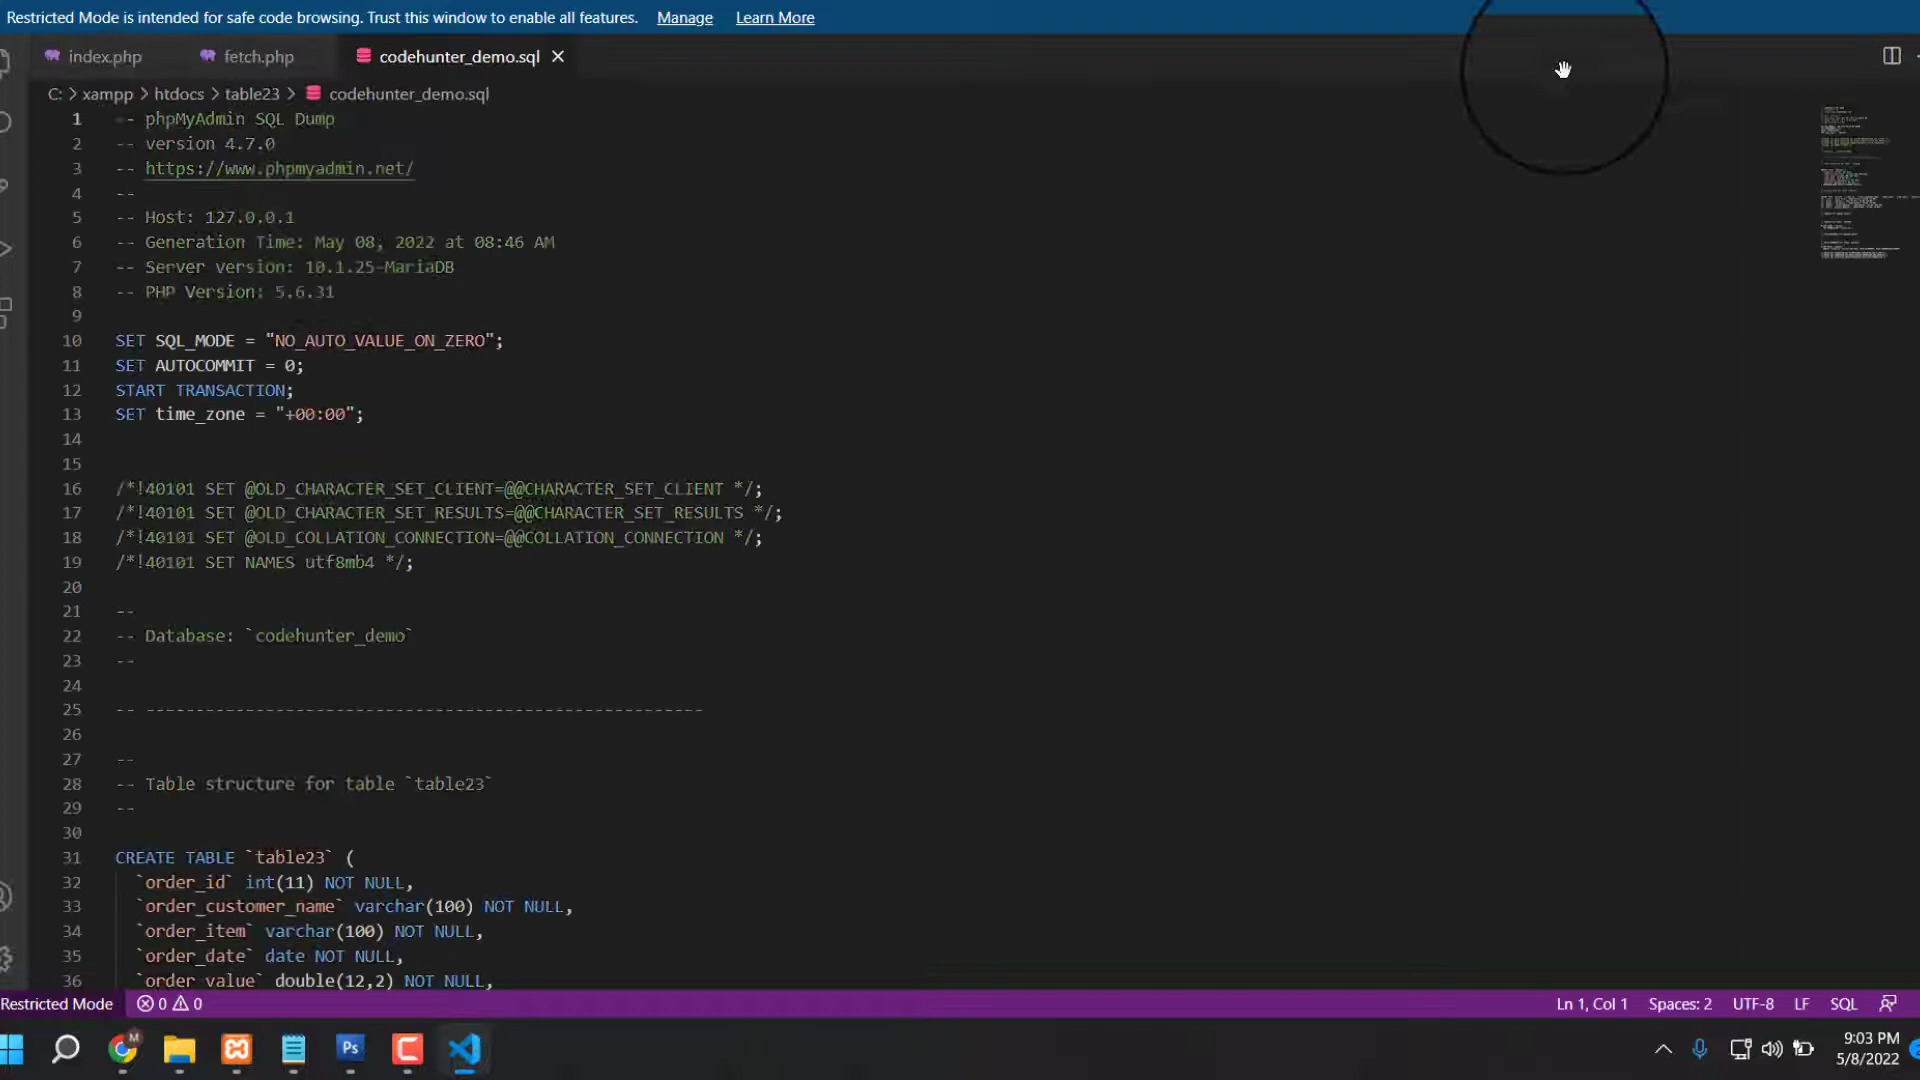 Restricted Mode is intended for safe code browsing. Trust this window to enable all features. Manage Learn More
index.php fetch.php codehunter_demo.sql
C: > xampp > htdocs > table23 > codehunter_demo.sql
1 -- phpMyAdmin SQL Dump
2 -- version 4.7.0
3 -- https://www.phpmyadmin.net/
4 --
5 -- Host: 127.0.0.1
6 -- Generation Time: May 08, 2022 at 08:46 AM
7 -- Server version: 10.1.25-MariaDB
8 -- PHP Version: 5.6.31
9
10 SET SQL_MODE = "NO_AUTO_VALUE_ON_ZERO";
11 SET AUTOCOMMIT = 0;
12 START TRANSACTION;
13 SET time_zone = "+00:00";
14
15
16 /*!40101 SET @OLD_CHARACTER_SET_CLIENT=@@CHARACTER_SET_CLIENT */;
17 /*!40101 SET @OLD_CHARACTER_SET_RESULTS=@@CHARACTER_SET_RESULTS */;
18 /*!40101 SET @OLD_COLLATION_CONNECTION=@@COLLATION_CONNECTION */;
19 /*!40101 SET NAMES utf8mb4 */;
20
21 --
22 -- Database: `codehunter_demo`
23 --
24
25 -- --------------------------------------------------------
26
27 --
28 -- Table structure for table `table23`
29 --
30
31 CREATE TABLE `table23` (
32 `order_id` int(11) NOT NULL,
33 `order_customer_name` varchar(100) NOT NULL,
34 `order_item` varchar(100) NOT NULL,
35 `order_date` date NOT NULL,
36 `order_value` double(12,2) NOT NULL,
Restricted Mode 0 0 Ln 1, Col 1 Spaces: 2 UTF-8 LF SQL
M Ps C 9:03 PM
5/8/2022